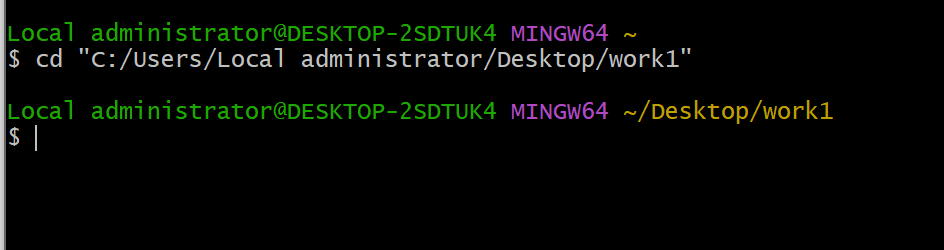 Local administrator@DESKTOP-2SDTUK4 MINGW64 ~
$ cd "C:/Users/Local administrator/Desktop/work1"
Local administrator@DESKTOP-2SDTUK4 MINGW64 ~/Desktop/work1
$